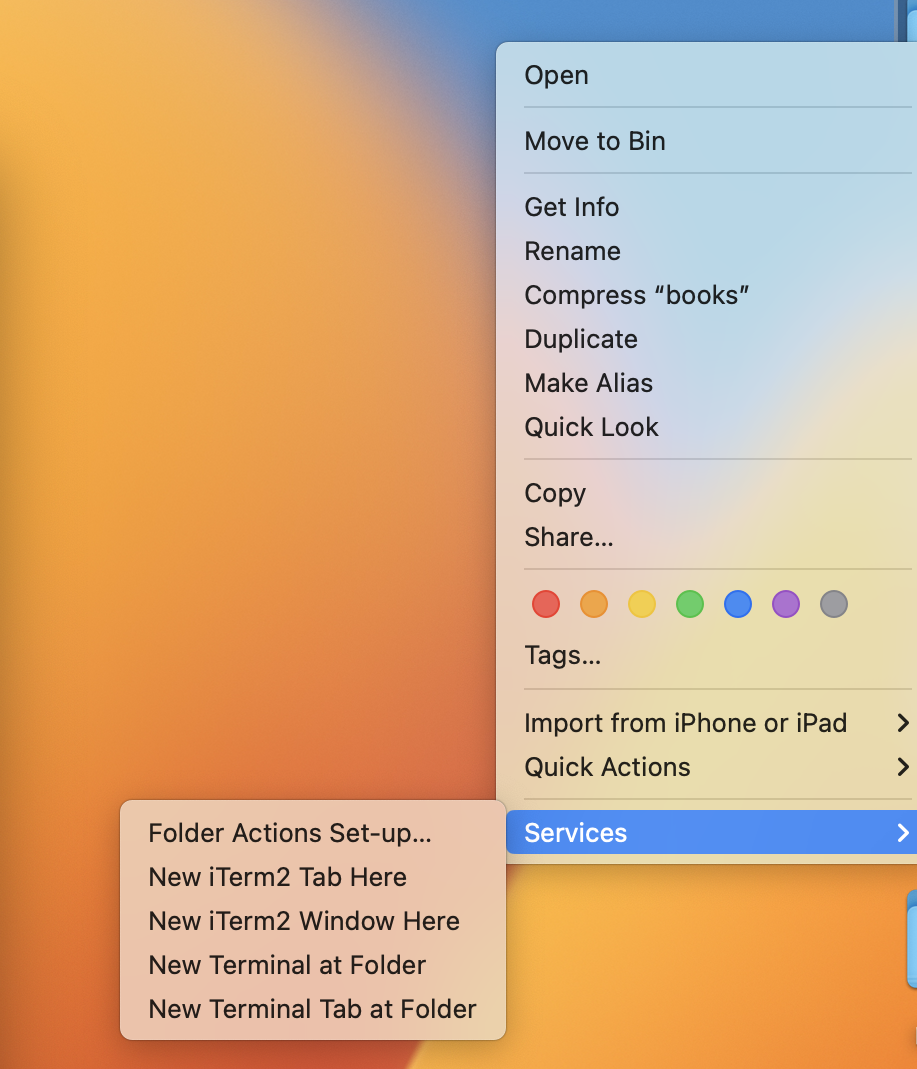 Open
Move to Bin
Get Info
Rename
Compress “books”
Duplicate
Make Alias
Quick Look
Copy
Share...
Tags...
Import from iPhone or iPad
Quick Actions
Services
Folder Actions Set-up...
New iTerm2 Tab Here
New iTerm2 Window Here
New Terminal at Folder
New Terminal Tab at Folder